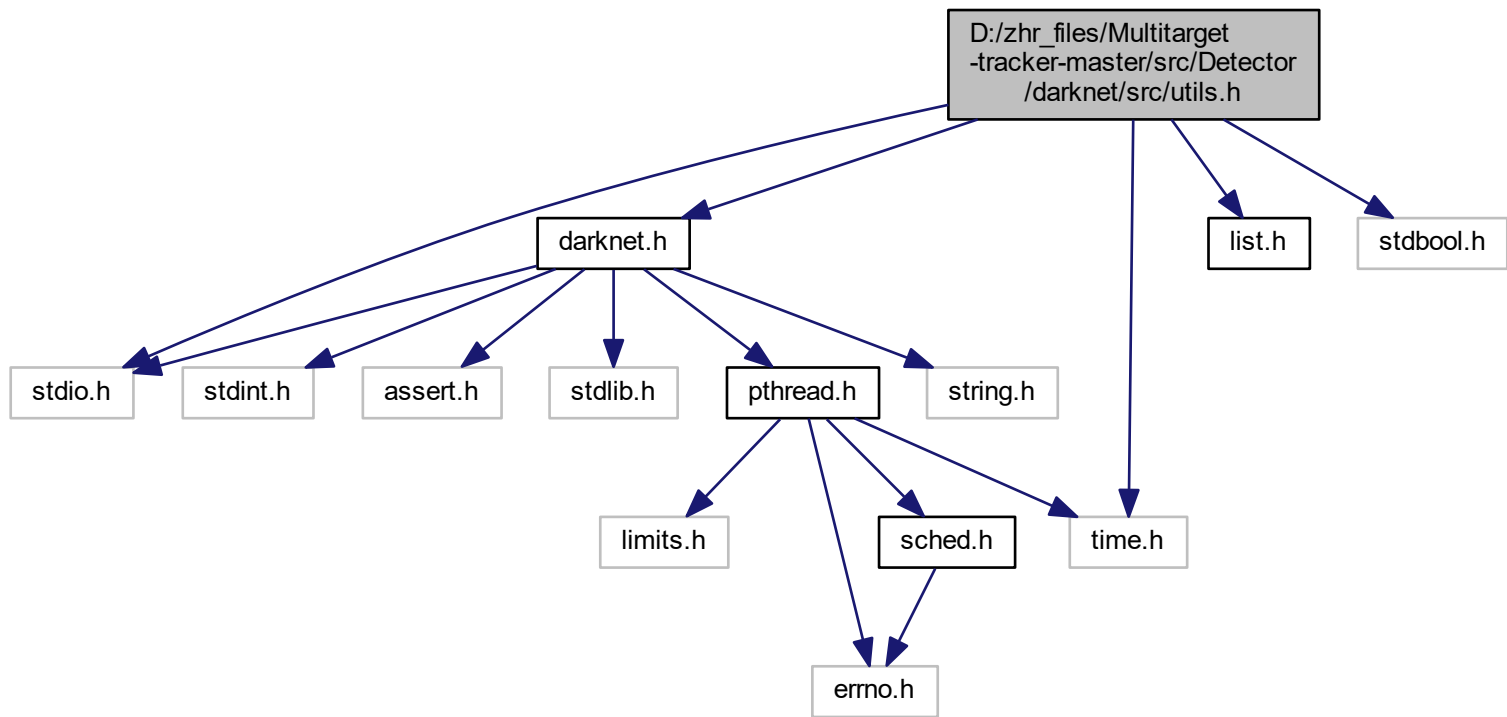 D:/zhr_files/Multitarget
-tracker-master/src/Detector
/darknet/src/utils.h
darknet.h
list.h
stdbool.h
stdio.h
stdint.h
assert.h
stdlib.h
pthread.h
string.h
limits.h
sched.h
time.h
errno.h